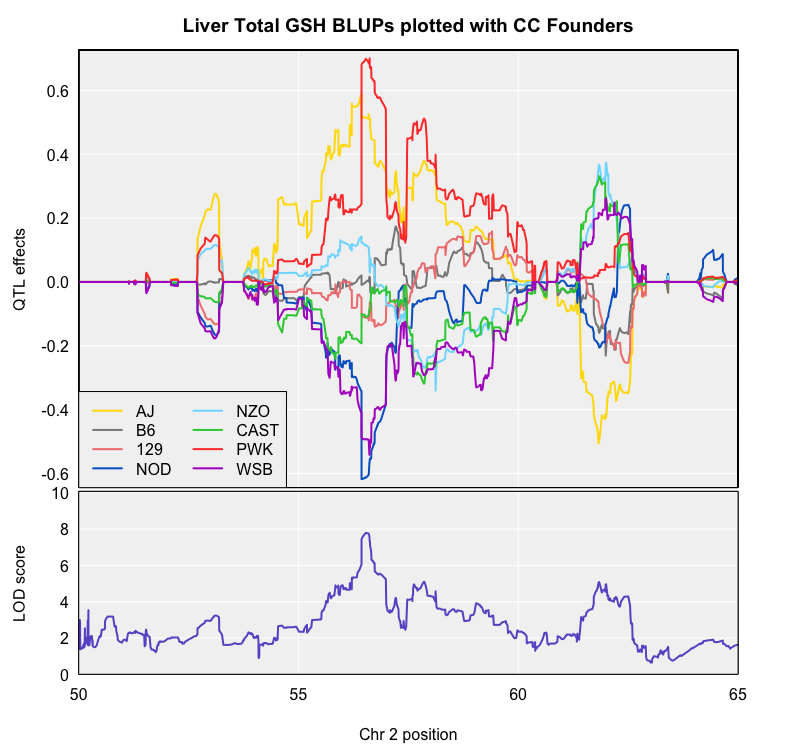 Liver Total GSH BLUPs plotted with CC Founders
QTL effects
0.6
0.4
0.2
0.0
-0.2
-0.4
-0.6
AJ NZO
B6 CAST
129 PWK
NOD WSB
LOD score
10
8
6
4
2
0
50 55 60 65
Chr 2 position